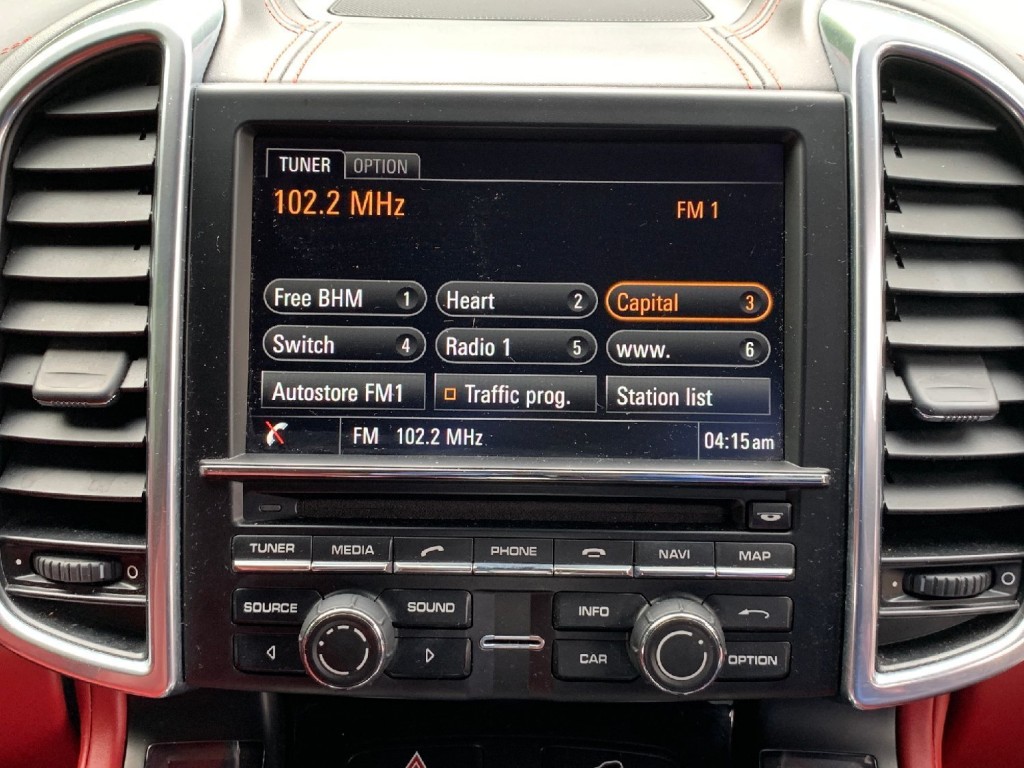 TUNER OPTION
102.2 MHz FM 1
Free BHM 1 Heart 2 Capital 3
Switch 4 Radio 1 5 www. 6
Autostore FM1 Traffic prog. Station list
FM 102.2 MHz 04:15am
TUNER MEDIA PHONE NAVI MAP
SOURCE SOUND INFO
CAR OPTION